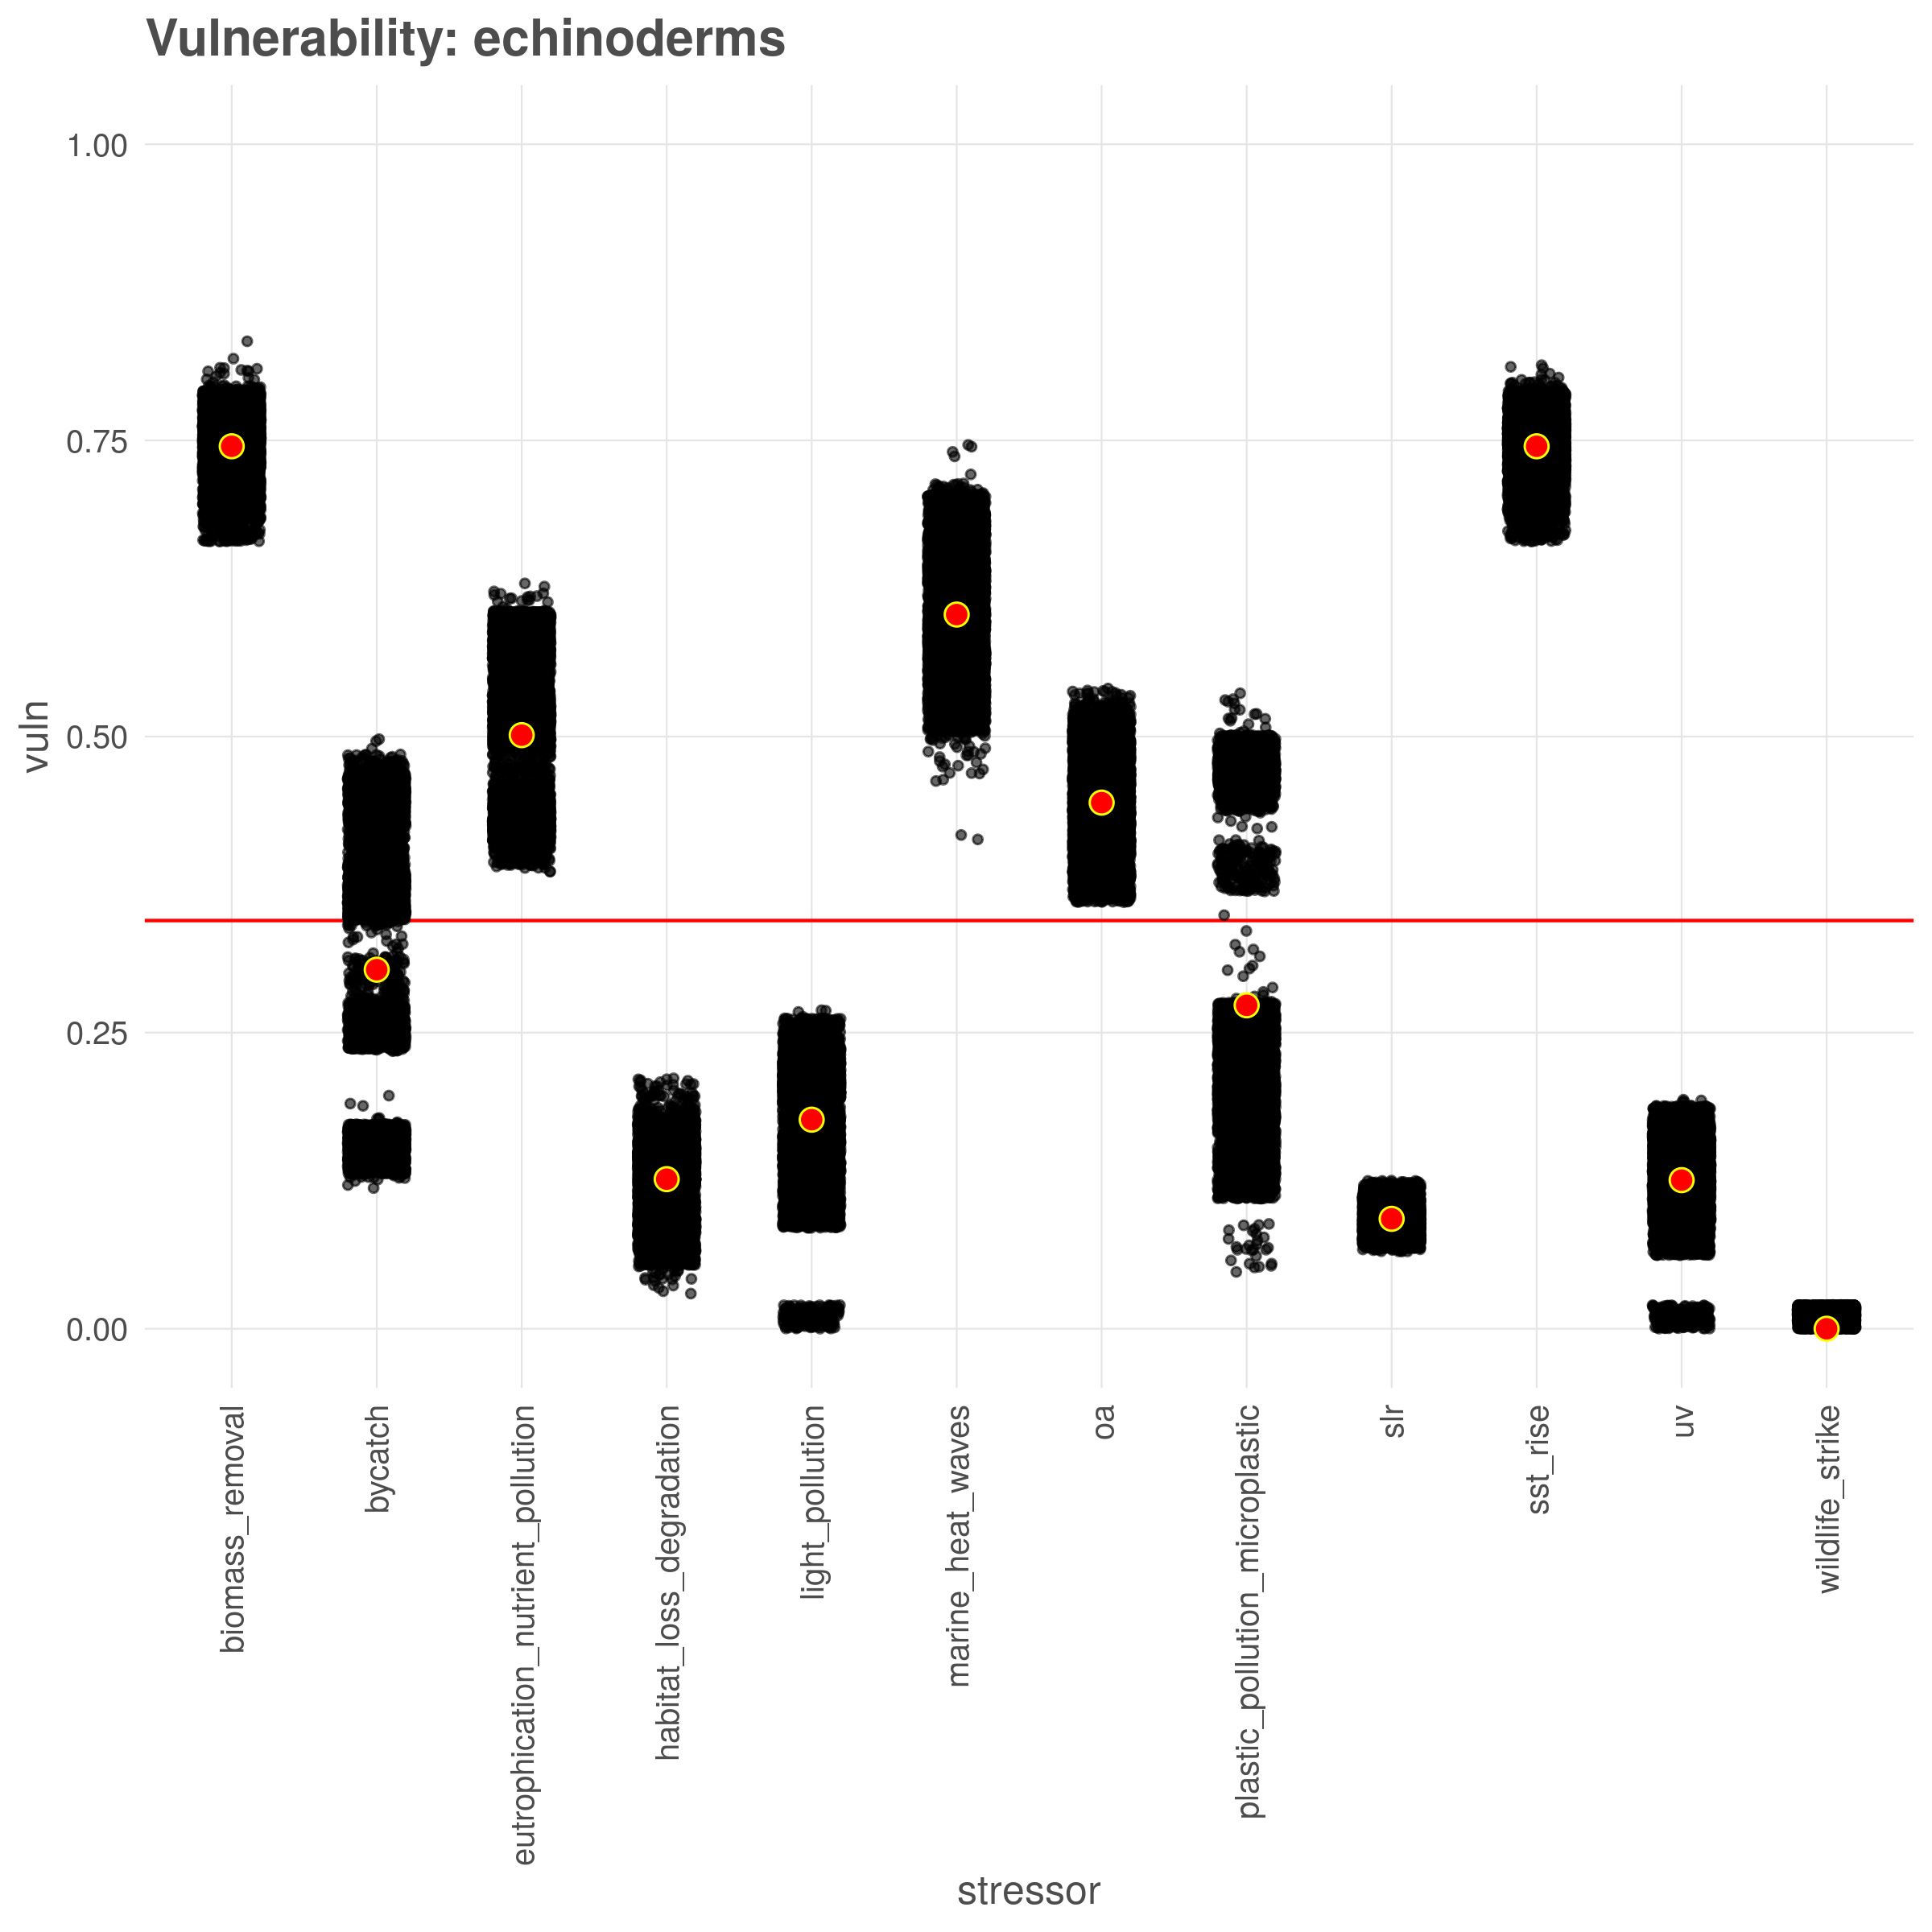 Vulnerability: echinoderms
1.00
0.75
0.50
0.25
0.00
vuln
biomass_removal
bycatch
eutrophication_nutrient_pollution
habitat_loss_degradation
light_pollution
marine_heat_waves
oa
plastic_pollution_microplastic
slr
sst_rise
uv
wildlife_strike
stressor